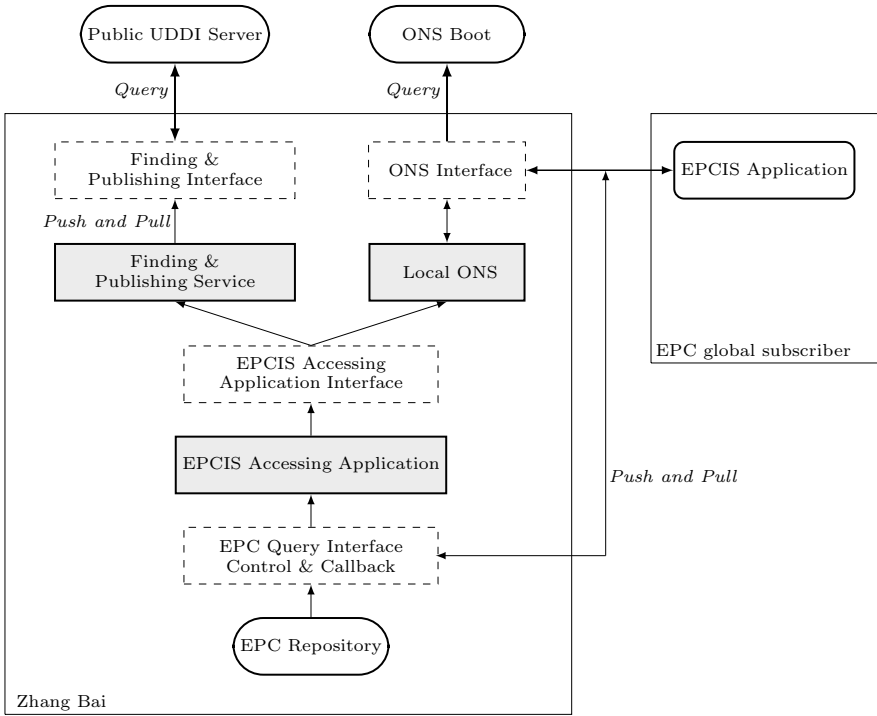 Public UDDI Server
ONS Boot
Query
Query
Finding &
Publishing Interface
ONS Interface
EPCIS Application
Push and Pull
Finding &
Publishing Service
Local ONS
EPCIS Accessing
Application Interface
EPC global subscriber
EPCIS Accessing Application
Push and Pull
EPC Query Interface
Control & Callback
EPC Repository
Zhang Bai